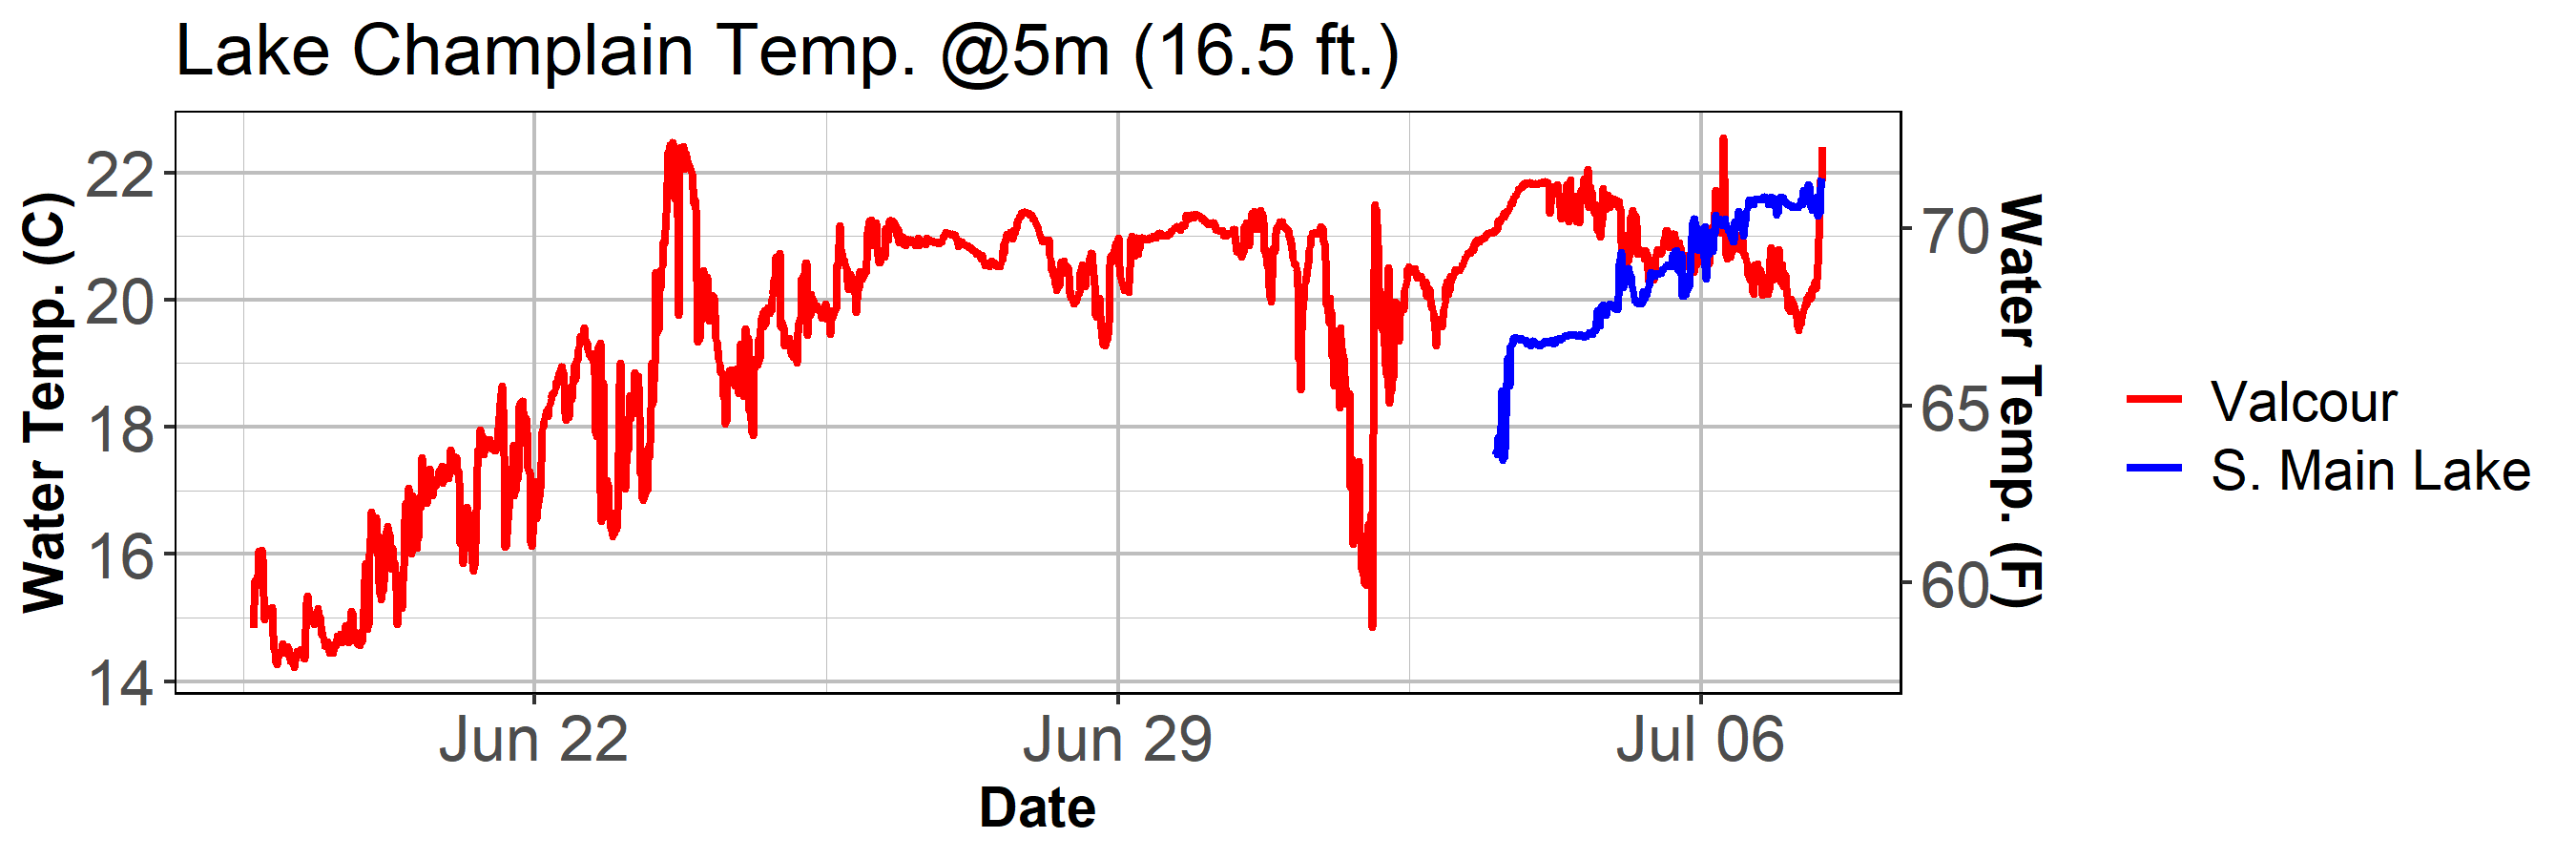 Lake Champlain Temp. @5m (16.5 ft.)
Water Temp. (C)
22
20
18
16
14
70
65
60
Water Temp. (F)
Jun 22
Jun 29
Jul 06
Date
Valcour
S. Main Lake